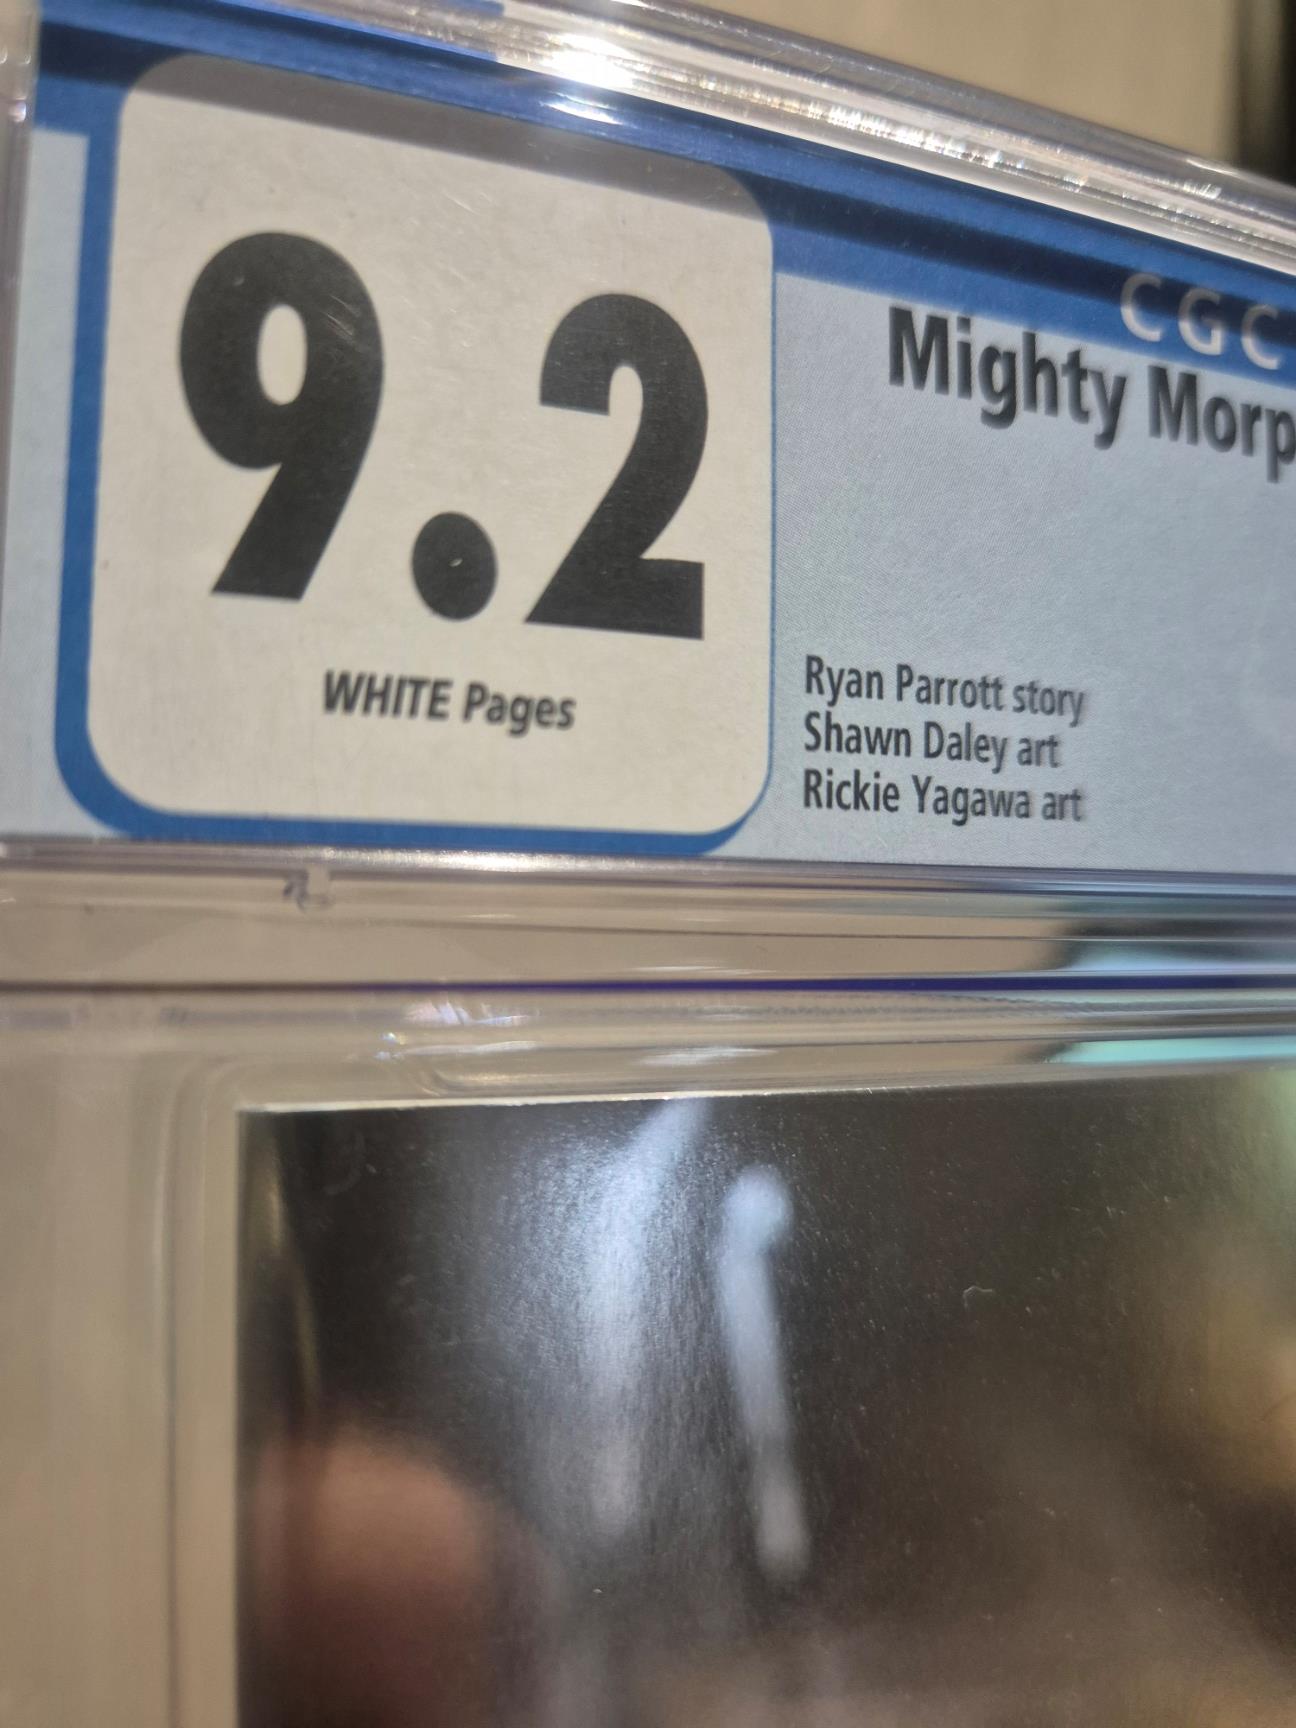 9.2
WHITE Pages
CGC
Mighty Morp
Ryan Parrott story
Shawn Daley art
Rickie Yagawa art